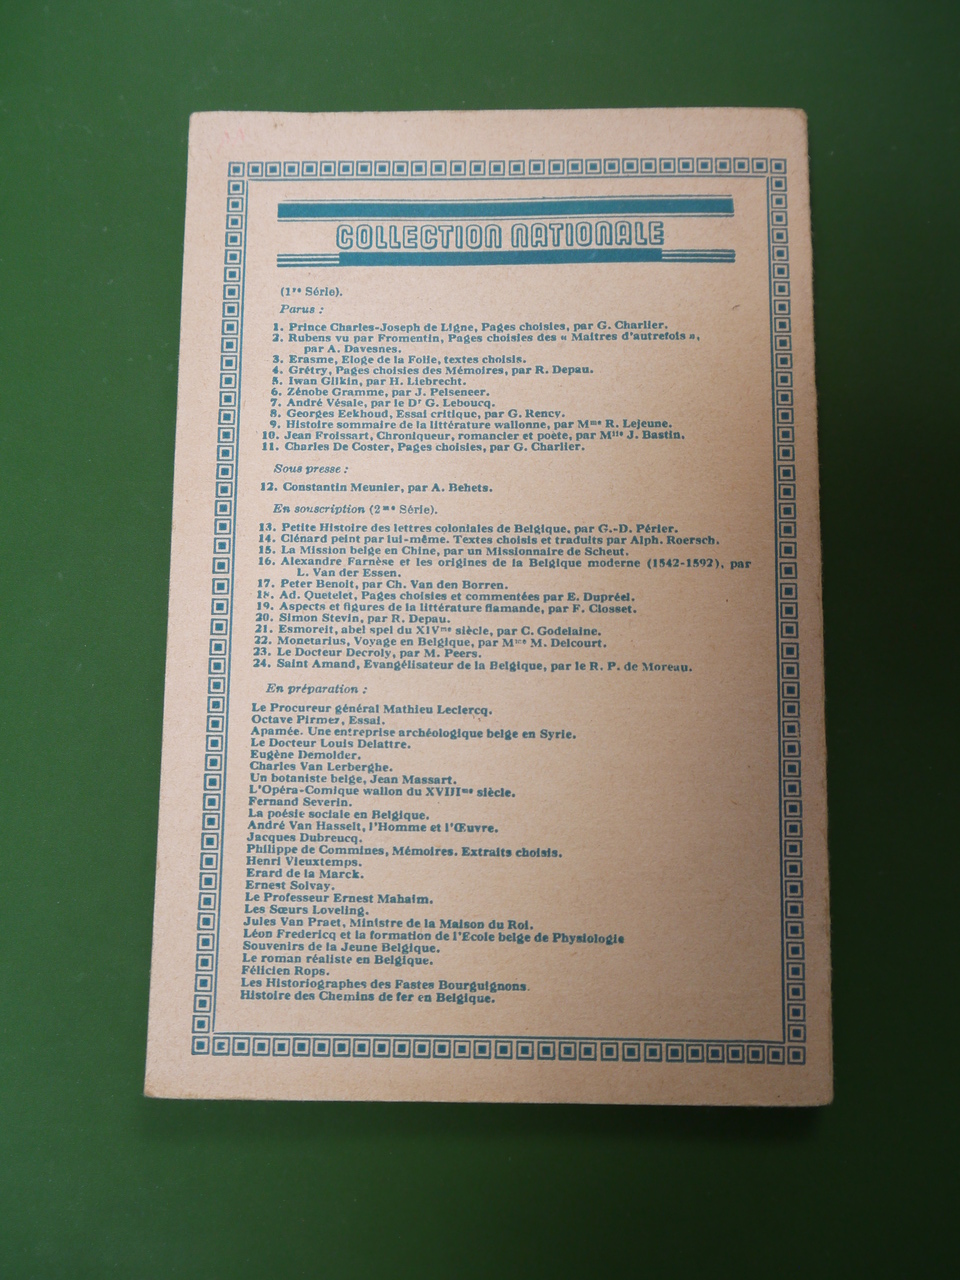 COLLECTION NATIONALE
(1re Série).
Parus :
1. Prince Charles-Joseph de Ligne, Pages choisies, par G. Charlier.
2. Rubens vu par Fromentin, Pages choisies des « Maîtres d'autrefois »,
par A. Davesnes.
3. Erasme, Eloge de la Folie, textes choisis.
4. Grétry, Pages choisies des Mémoires, par R. Depau.
5. Iwan Gilkin, par H. Liebrecht.
6. Zénobe Gramme, par J. Pelseneer.
7. André Vésale, par le Dr G. Leboucq.
8. Georges Eekhoud, Essai critique, par G. Rency.
9. Histoire sommaire de la littérature wallonne, par Mme R. Lejeune.
10. Jean Froissart, Chroniqueur, romancier et poète, par Mlle J. Bastin.
11. Charles De Coster, Pages choisies, par G. Charlier.
Sous presse :
12. Constantin Meunier, par A. Behets.
En souscription (2me Série).
13. Petite Histoire des lettres coloniales de Belgique, par G.-D. Périer.
14. Clénard peint par lui-même. Textes choisis et traduits par Alph. Roersch.
15. La Mission belge en Chine, par un Missionnaire de Scheut.
16. Alexandre Farnèse et les origines de la Belgique moderne (1542-1592), par
L. Van der Essen.
17. Peter Benoit, par Ch. Van den Borren.
18. Ad. Quetelet, Pages choisies et commentées par E. Dupréel.
19. Aspects et figures de la littérature flamande, par F. Closset.
20. Simon Stevin, par R. Depau.
21. Esmoreit, abel spel du XIVme siècle, par C. Godelaine.
22. Monetarius, Voyage en Belgique, par Mme M. Delcourt.
23. Le Docteur Decroly, par M. Peers.
24. Saint Amand, Evangélisateur de la Belgique, par le R. P. de Moreau.
En préparation :
Le Procureur général Mathieu Leclercq.
Octave Pirmez, Essai.
Apamée. Une entreprise archéologique belge en Syrie.
Le Docteur Louis Delattre.
Eugène Demolder.
Charles Van Lerberghe.
Un botaniste belge, Jean Massart.
L'Opéra-Comique wallon du XVIIIme siècle.
Fernand Severin.
La poésie sociale en Belgique.
André Van Hasselt, l'Homme et l'Œuvre.
Jacques Dubreucq.
Philippe de Commines, Mémoires. Extraits choisis.
Henri Vieuxtemps.
Erard de la Marck.
Ernest Solvay.
Le Professeur Ernest Mahaim.
Les Sœurs Loveling.
Jules Van Praet, Ministre de la Maison du Roi.
Léon Fredericq et la formation de l'Ecole belge de Physiologie
Souvenirs de la Jeune Belgique.
Le roman réaliste en Belgique.
Félicien Rops.
Les Historiographes des Fastes Bourguignons.
Histoire des Chemins de fer en Belgique.